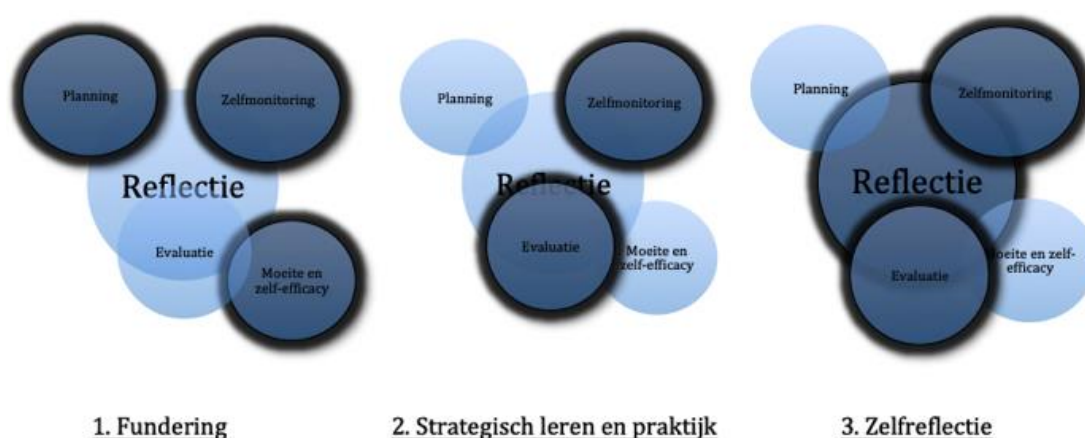 Planning
Zelfmonitoring
Reflectie
Evaluatie
Moeite en
zelf-efficacy
1. Fundering
Planning
Zelfmonitoring
Reflectie
Evaluatie
Moeite en
zelf-efficacy
2. Strategisch leren en praktijk
Planning
Zelfmonitoring
Reflectie
Evaluatie
Moeite en zelf-
efficacy
3. Zelfreflectie